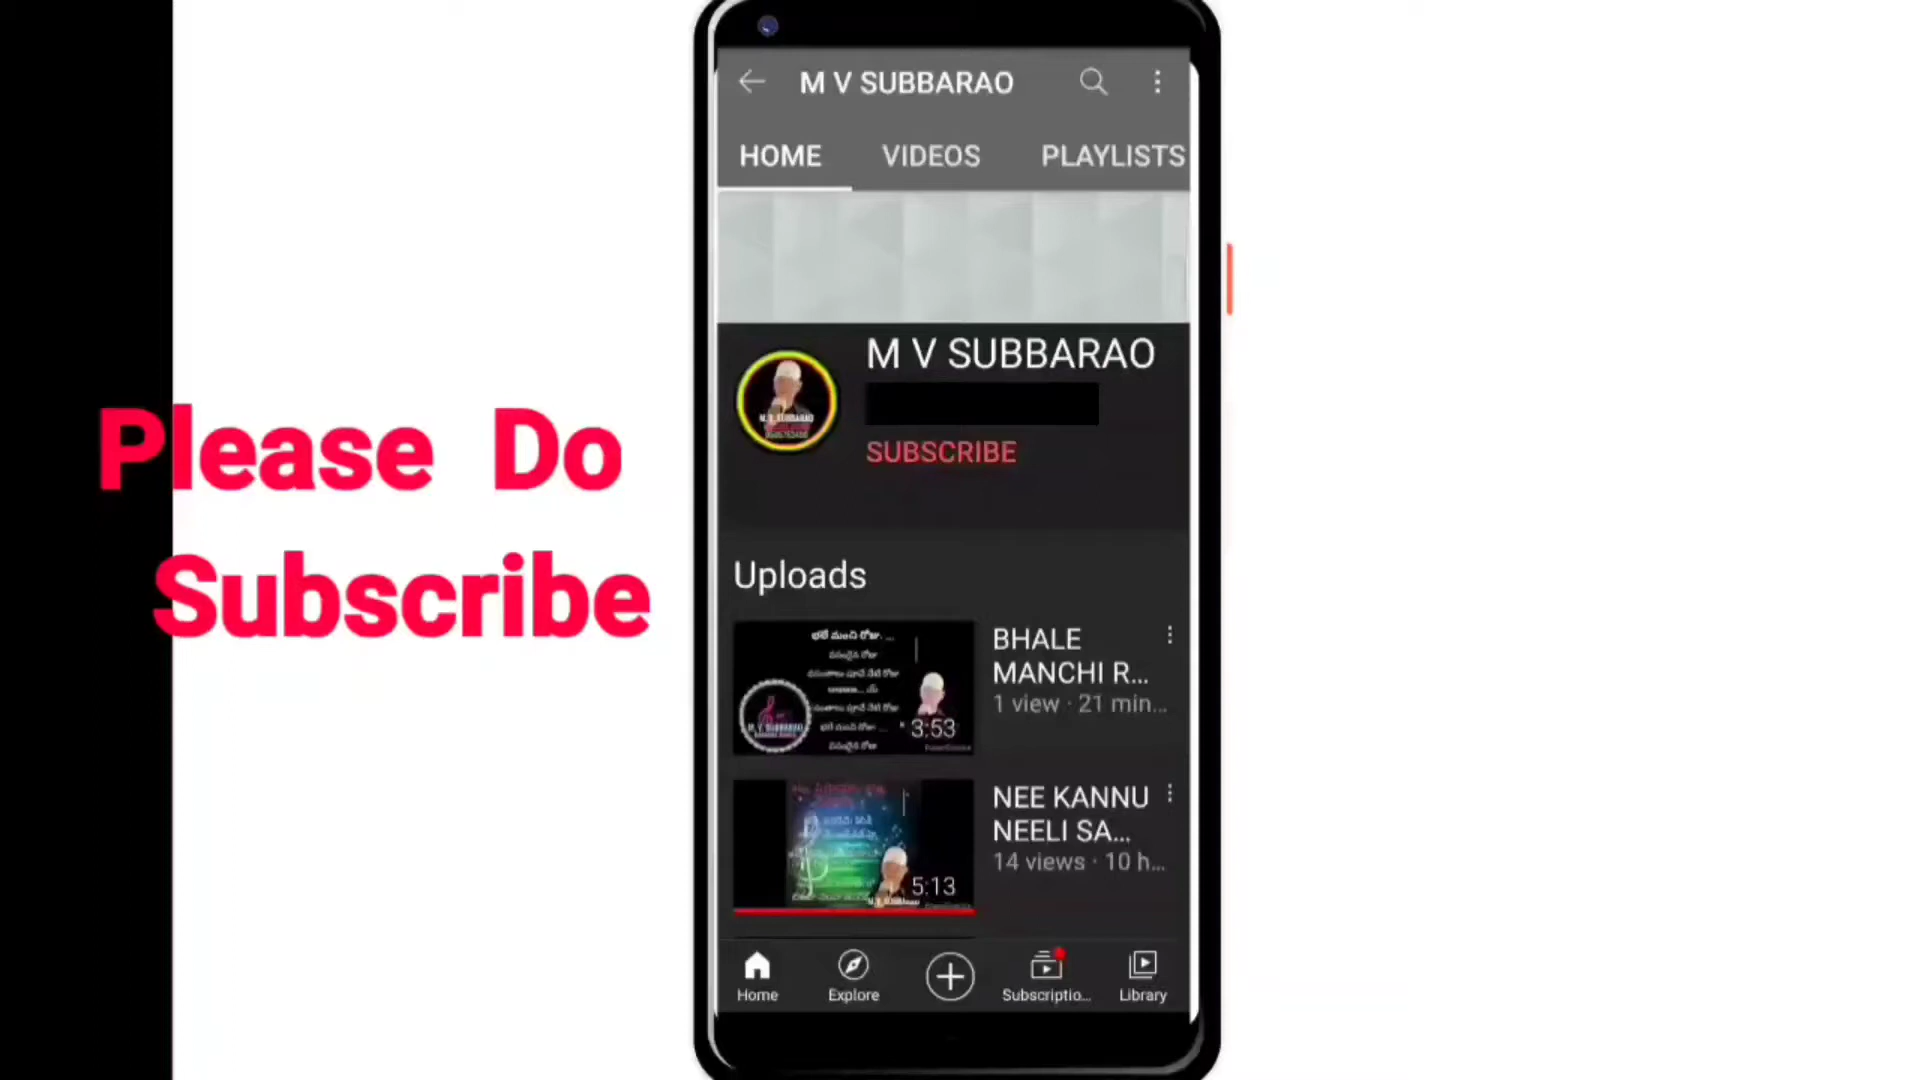 M V SUBBARAO
HOME VIDEOS PLAYLISTS
M V SUBBARAO
SUBSCRIBE
Please Do
Subscribe
Uploads
భలే మంచి రోజు. ...
3:53
BHALE
MANCHI R...
1 view · 21 min...
5:13
NEE KANNU
NEELI SA...
14 views · 10 h...
Home Explore Subscriptio... Library